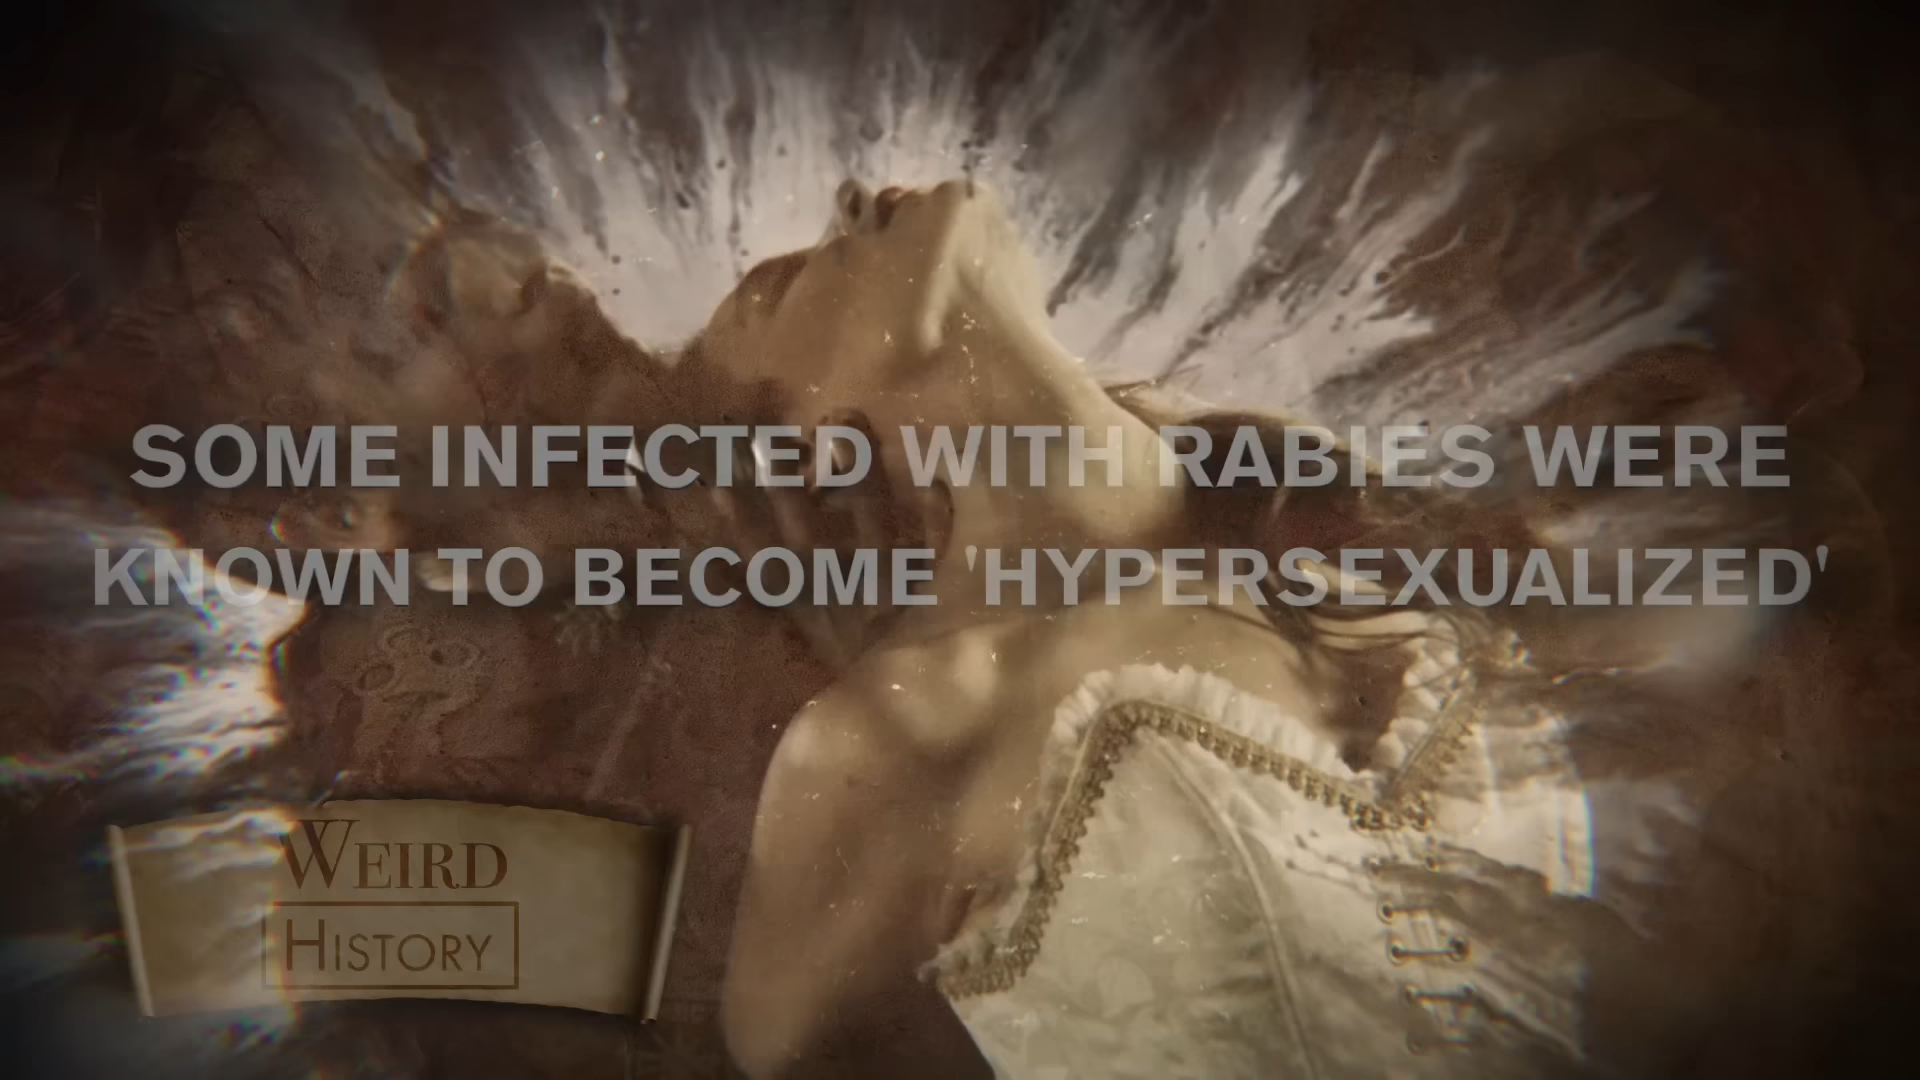 SOME INFECTED WITH RABIES WERE
KNOWN TO BECOME 'HYPERSEXUALIZED'
WEIRD
HISTORY